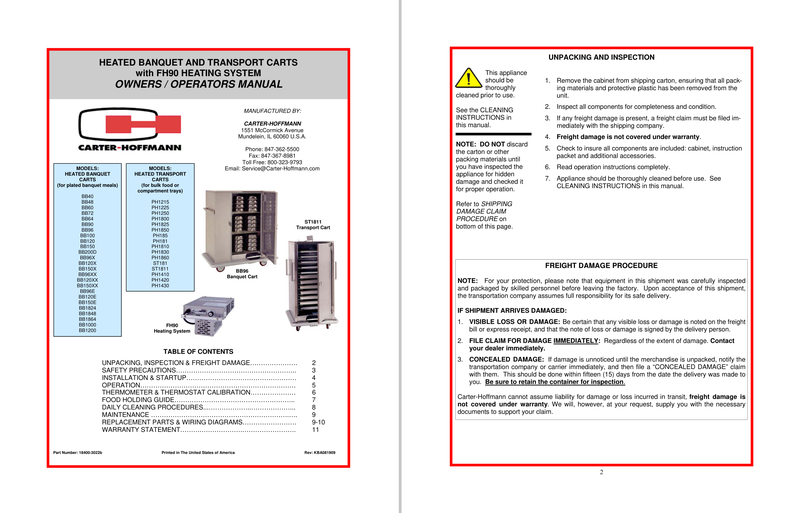 HEATED BANQUET AND TRANSPORT CARTS
with FH90 HEATING SYSTEM
OWNERS / OPERATORS MANUAL
CARTER-HOFFMANN
MANUFACTURED BY:
CARTER-HOFFMANN
1551 McCormick Avenue
Mundelein, IL 60060 U.S.A.
Phone: 847-362-5500
Fax: 847-367-8981
Toll Free: 800-323-9793
Email: Service@Carter-Hoffmann.com
MODELS:
HEATED BANQUET
CARTS
(for plated banquet meals)
BB40
BB48
BB60
BB72
BB64
BB90
BB96
BB100
BB120
BB150
BB200D
BB96X
BB120X
BB150X
BB96XX
BB120XX
BB150XX
BB96E
BB120E
BB150E
BB1824
BB1848
BB1864
BB1000
BB1200
MODELS:
HEATED TRANSPORT
CARTS
(for bulk food or
compartment trays)
PH1215
PH1225
PH1250
PH1800
PH1825
PH1850
PH185
PH181
PH1810
PH1830
PH1860
ST181
ST1811
PH1410
PH1420
PH1430
ST1811
Transport Cart
BB96
Banquet Cart
FH90
Heating System
TABLE OF CONTENTS
UNPACKING, INSPECTION & FREIGHT DAMAGE…………………. 2
SAFETY PRECAUTIONS………………………………………………. 3
INSTALLATION & STARTUP…………………………………………. 4
OPERATION……………………………………………………………. 5
THERMOMETER & THERMOSTAT CALIBRATION………………… 6
FOOD HOLDING GUIDE………………………………………………. 7
DAILY CLEANING PROCEDURES…………………………………... 8
MAINTENANCE ………………………………………………………… 9
REPLACEMENT PARTS & WIRING DIAGRAMS……………………. 9-10
WARRANTY STATEMENT……………………………………………. 11
Part Number: 18400-3022b Printed in The United States of America Rev: KBA081909
UNPACKING AND INSPECTION
This appliance
should be
thoroughly
cleaned prior to use.
See the CLEANING
INSTRUCTIONS in
this manual.
NOTE: DO NOT discard
the carton or other
packing materials until
you have inspected the
appliance for hidden
damage and checked it
for proper operation.
Refer to SHIPPING
DAMAGE CLAIM
PROCEDURE on
bottom of this page.
1. Remove the cabinet from shipping carton, ensuring that all pack-
ing materials and protective plastic has been removed from the
unit.
2. Inspect all components for completeness and condition.
3. If any freight damage is present, a freight claim must be filed im-
mediately with the shipping company.
4. Freight damage is not covered under warranty.
5. Check to insure all components are included: cabinet, instruction
packet and additional accessories.
6. Read operation instructions completely.
7. Appliance should be thoroughly cleaned before use. See
CLEANING INSTRUCTIONS in this manual.
FREIGHT DAMAGE PROCEDURE
NOTE: For your protection, please note that equipment in this shipment was carefully inspected
and packaged by skilled personnel before leaving the factory. Upon acceptance of this shipment,
the transportation company assumes full responsibility for its safe delivery.
IF SHIPMENT ARRIVES DAMAGED:
1. VISIBLE LOSS OR DAMAGE: Be certain that any visible loss or damage is noted on the freight
bill or express receipt, and that the note of loss or damage is signed by the delivery person.
2. FILE CLAIM FOR DAMAGE IMMEDIATELY: Regardless of the extent of damage. Contact
your dealer immediately.
3. CONCEALED DAMAGE: If damage is unnoticed until the merchandise is unpacked, notify the
transportation company or carrier immediately, and then file a "CONCEALED DAMAGE" claim
with them. This should be done within fifteen (15) days from the date the delivery was made to
you. Be sure to retain the container for inspection.
Carter-Hoffmann cannot assume liability for damage or loss incurred in transit, freight damage is
not covered under warranty. We will, however, at your request, supply you with the necessary
documents to support your claim.
2